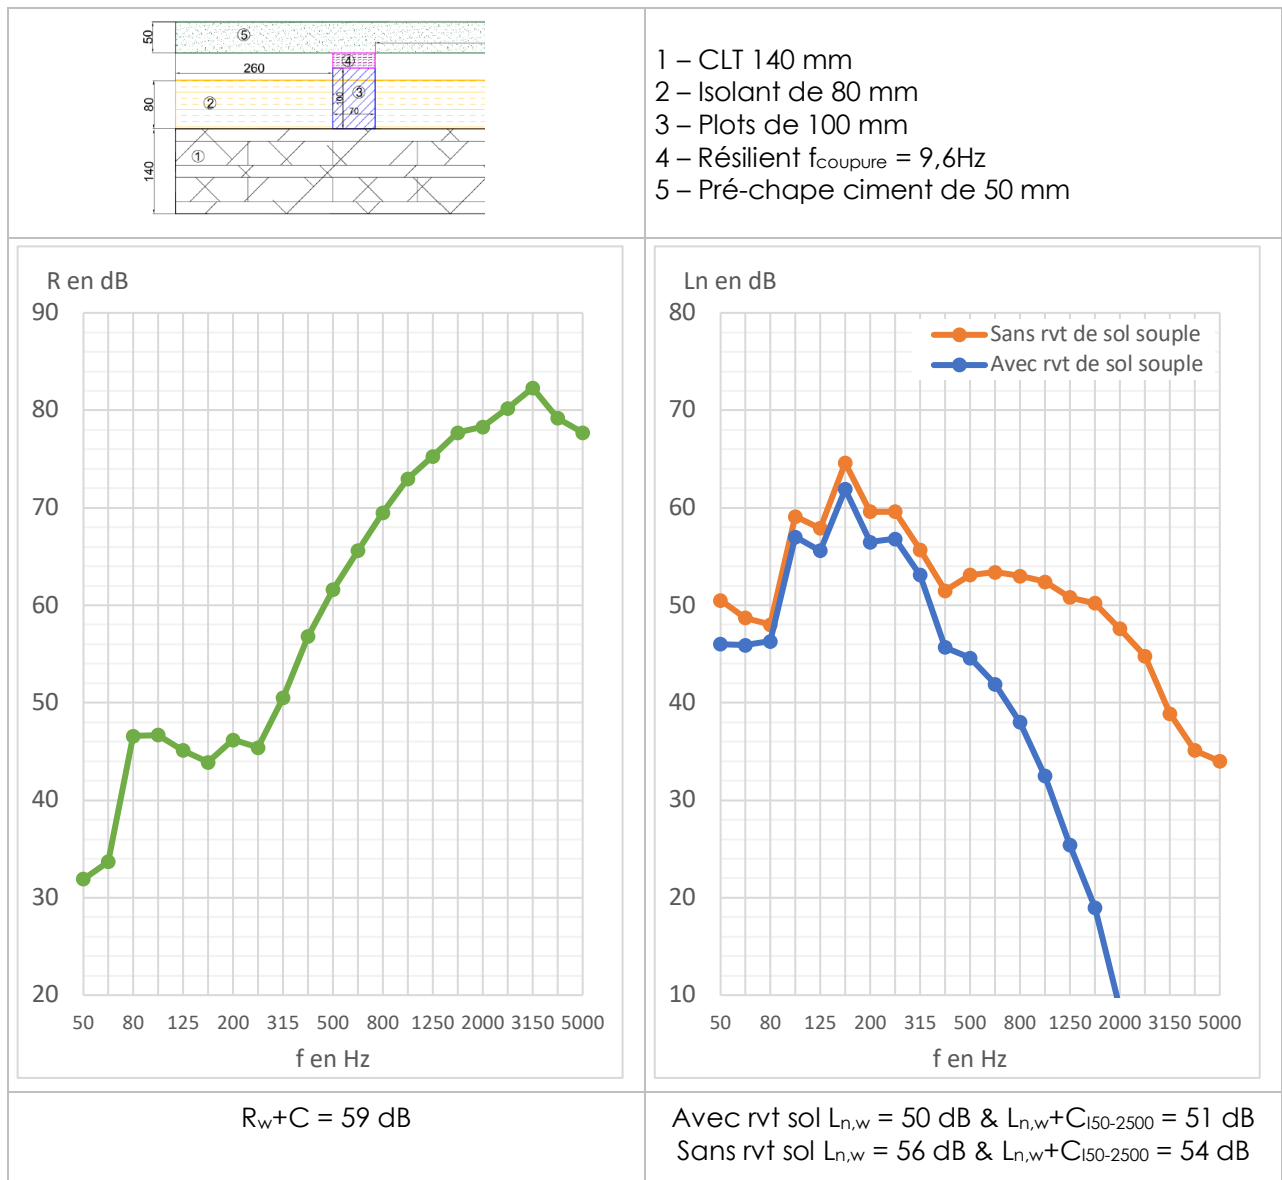 50
⑤
④
260
③
100
70
80
②
140
①
1 – CLT 140 mm
2 – Isolant de 80 mm
3 – Plots de 100 mm
4 – Résilient fcoupure = 9,6Hz
5 – Pré-chape ciment de 50 mm
R en dB
90
80
70
60
50
40
30
20
50 80 125 200 315 500 800 1250 2000 3150 5000
f en Hz
Ln en dB
80
70
60
50
40
30
20
10
Sans rvt de sol souple
Avec rvt de sol souple
50 80 125 200 315 500 800 1250 2000 3150 5000
f en Hz
Rw+C = 59 dB
Avec rvt sol Ln,w = 50 dB & Ln,w+CI50-2500 = 51 dB
Sans rvt sol Ln,w = 56 dB & Ln,w+CI50-2500 = 54 dB